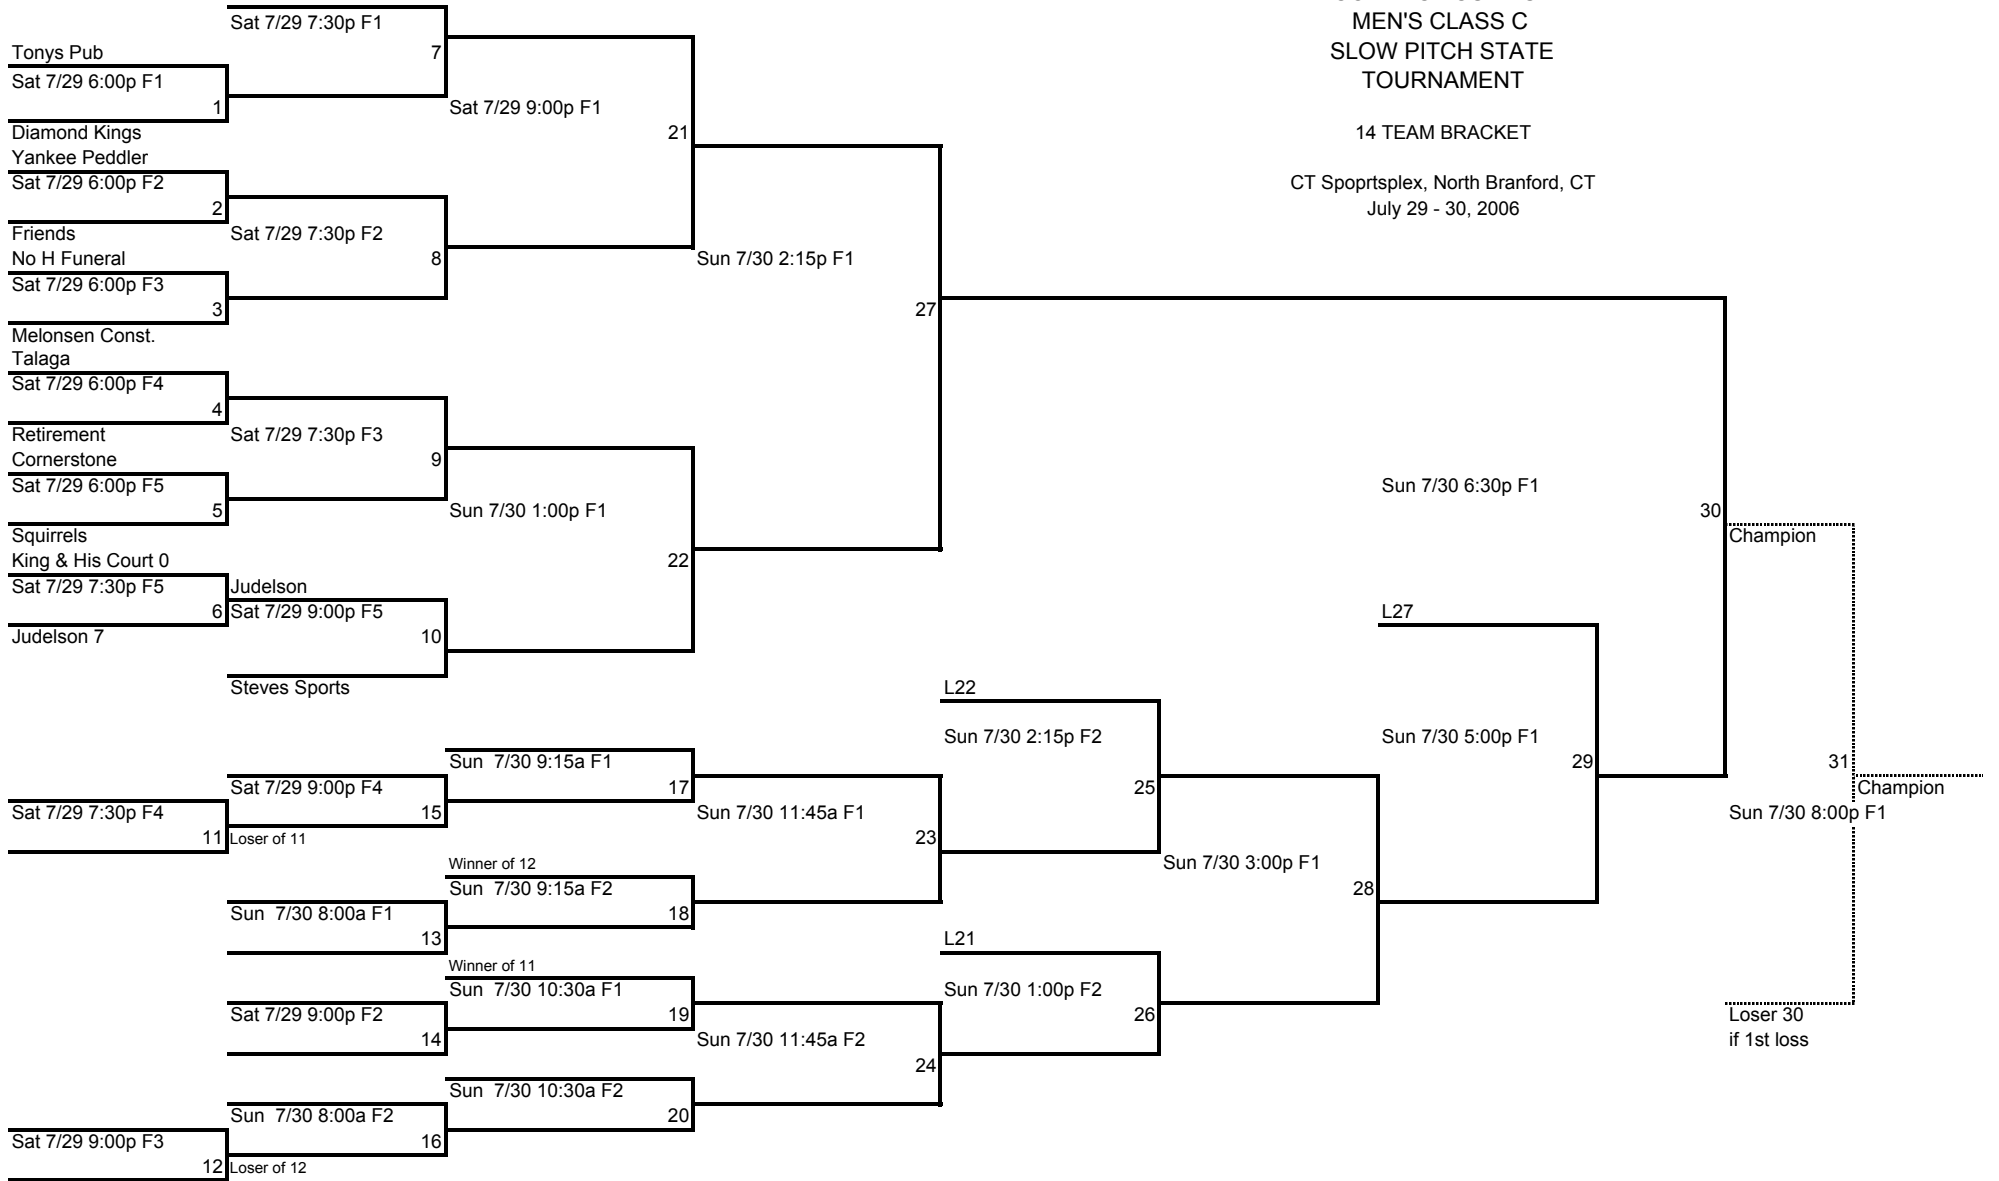 MEN'S CLASS C
SLOW PITCH STATE
TOURNAMENT
14 TEAM BRACKET
CT Spoprtsplex, North Branford, CT
July 29 - 30, 2006
Sat 7/29 7:30p F1
7
Tonys Pub
Sat 7/29 6:00p F1
1
Diamond Kings
Sat 7/29 9:00p F1
21
Yankee Peddler
Sat 7/29 6:00p F2
2
Friends
Sat 7/29 7:30p F2
8
No H Funeral
Sat 7/29 6:00p F3
3
Melonsen Const.
Sun 7/30 2:15p F1
27
Talaga
Sat 7/29 6:00p F4
4
Retirement
Sat 7/29 7:30p F3
9
Cornerstone
Sat 7/29 6:00p F5
5
Squirrels
Sun 7/30 1:00p F1
22
King & His Court 0
Sat 7/29 7:30p F5
6
Judelson 7
Judelson
Sat 7/29 9:00p F5
10
Steves Sports
Sun 7/30 6:30p F1
30
Champion
L27
Sun 7/30 5:00p F1
29
31
Champion
Sun 7/30 8:00p F1
Loser 30
if 1st loss
L22
Sun 7/30 2:15p F2
25
Sun 7/30 3:00p F1
28
Sun  7/30 9:15a F1
17
Sat 7/29 9:00p F4
15
Sat 7/29 7:30p F4
11
Loser of 11
Sun 7/30 11:45a F1
23
Winner of 12
Sun  7/30 9:15a F2
18
Sun  7/30 8:00a F1
13
L21
Sun 7/30 1:00p F2
26
Winner of 11
Sun  7/30 10:30a F1
19
Sat 7/29 9:00p F2
14
Sun 7/30 11:45a F2
24
Sun  7/30 10:30a F2
20
Sun  7/30 8:00a F2
16
Sat 7/29 9:00p F3
12
Loser of 12